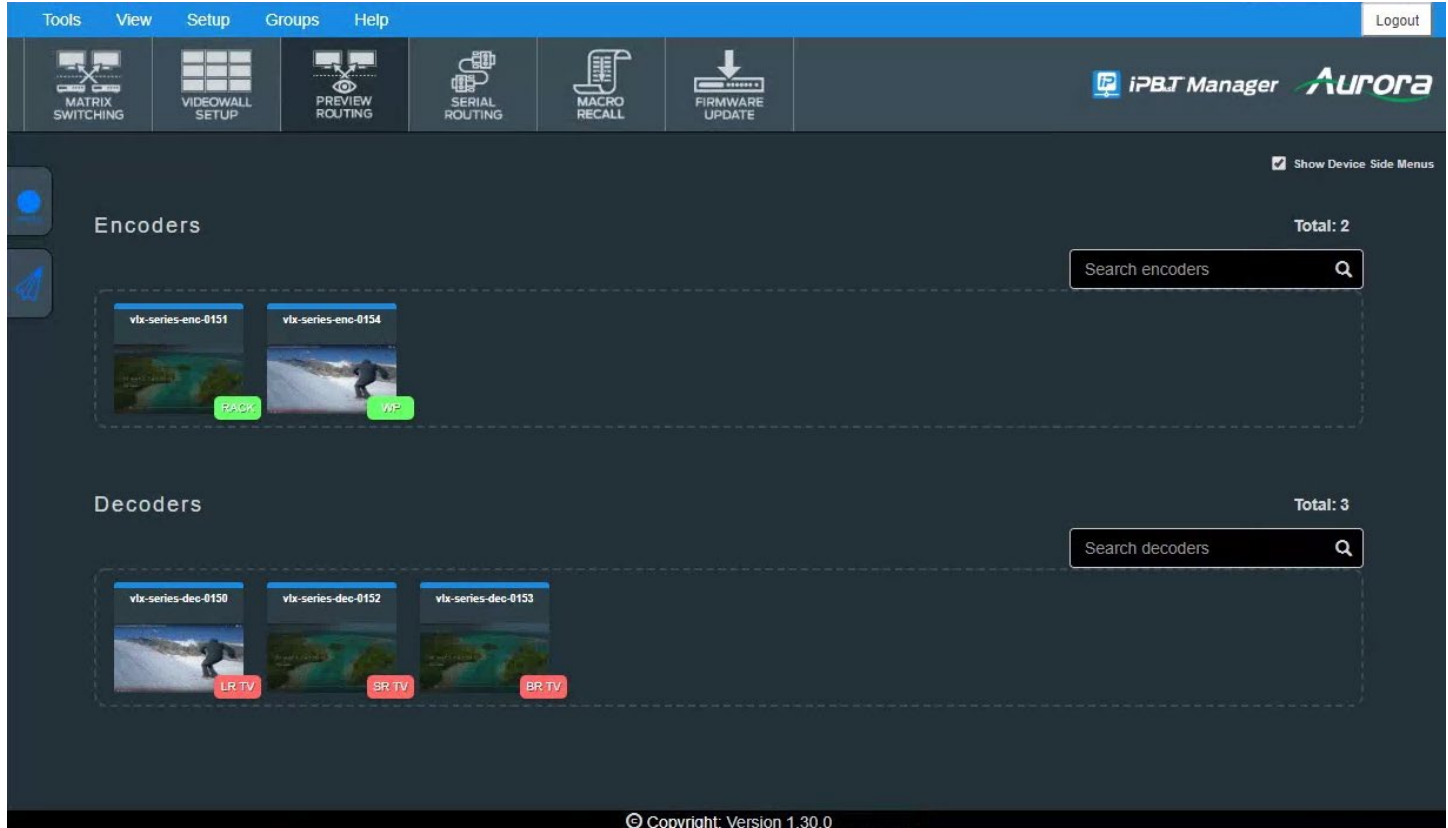 Tools View Setup Groups Help Logout
MATRIX
SWITCHING
VIDEOWALL
SETUP
PREVIEW
ROUTING
SERIAL
ROUTING
MACRO
RECALL
FIRMWARE
UPDATE
iP
iPBaseT Manager
Aurora
Show Device Side Menus
Encoders
Total: 2
Search encoders
vlx-series-enc-0151
RACK
vlx-series-enc-0154
WP
Decoders
Total: 3
Search decoders
vlx-series-dec-0150
LR TV
vlx-series-dec-0152
SR TV
vlx-series-dec-0153
BR TV
© Copyright: Version 1.30.0